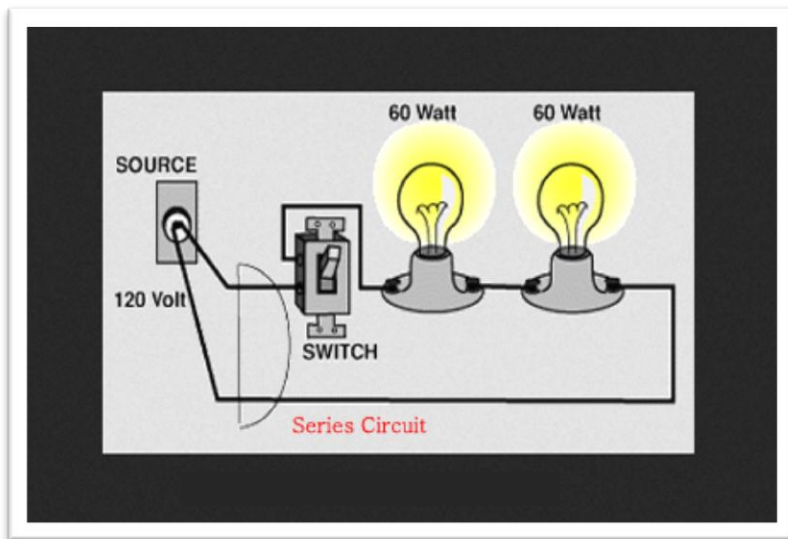 60 Watt
60 Watt
SOURCE
120 Volt
SWITCH
Series Circuit